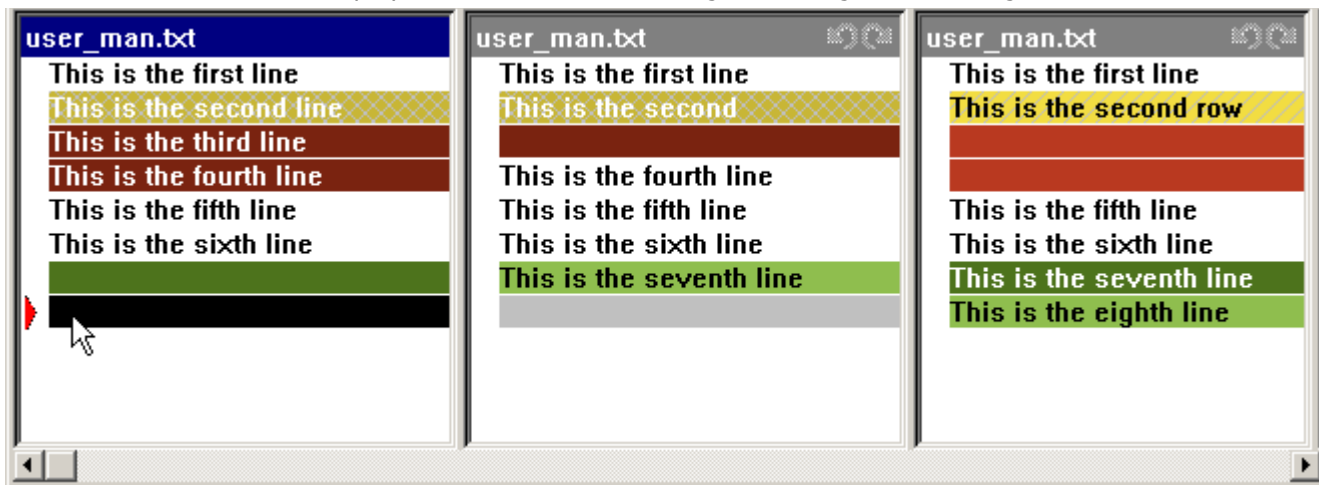 user_man.txt
This is the first line
This is the second line
This is the third line
This is the fourth line
This is the fifth line
This is the sixth line
user_man.txt
This is the first line
This is the second
This is the fourth line
This is the fifth line
This is the sixth line
This is the seventh line
user_man.txt
This is the first line
This is the second row
This is the fifth line
This is the sixth line
This is the seventh line
This is the eighth line